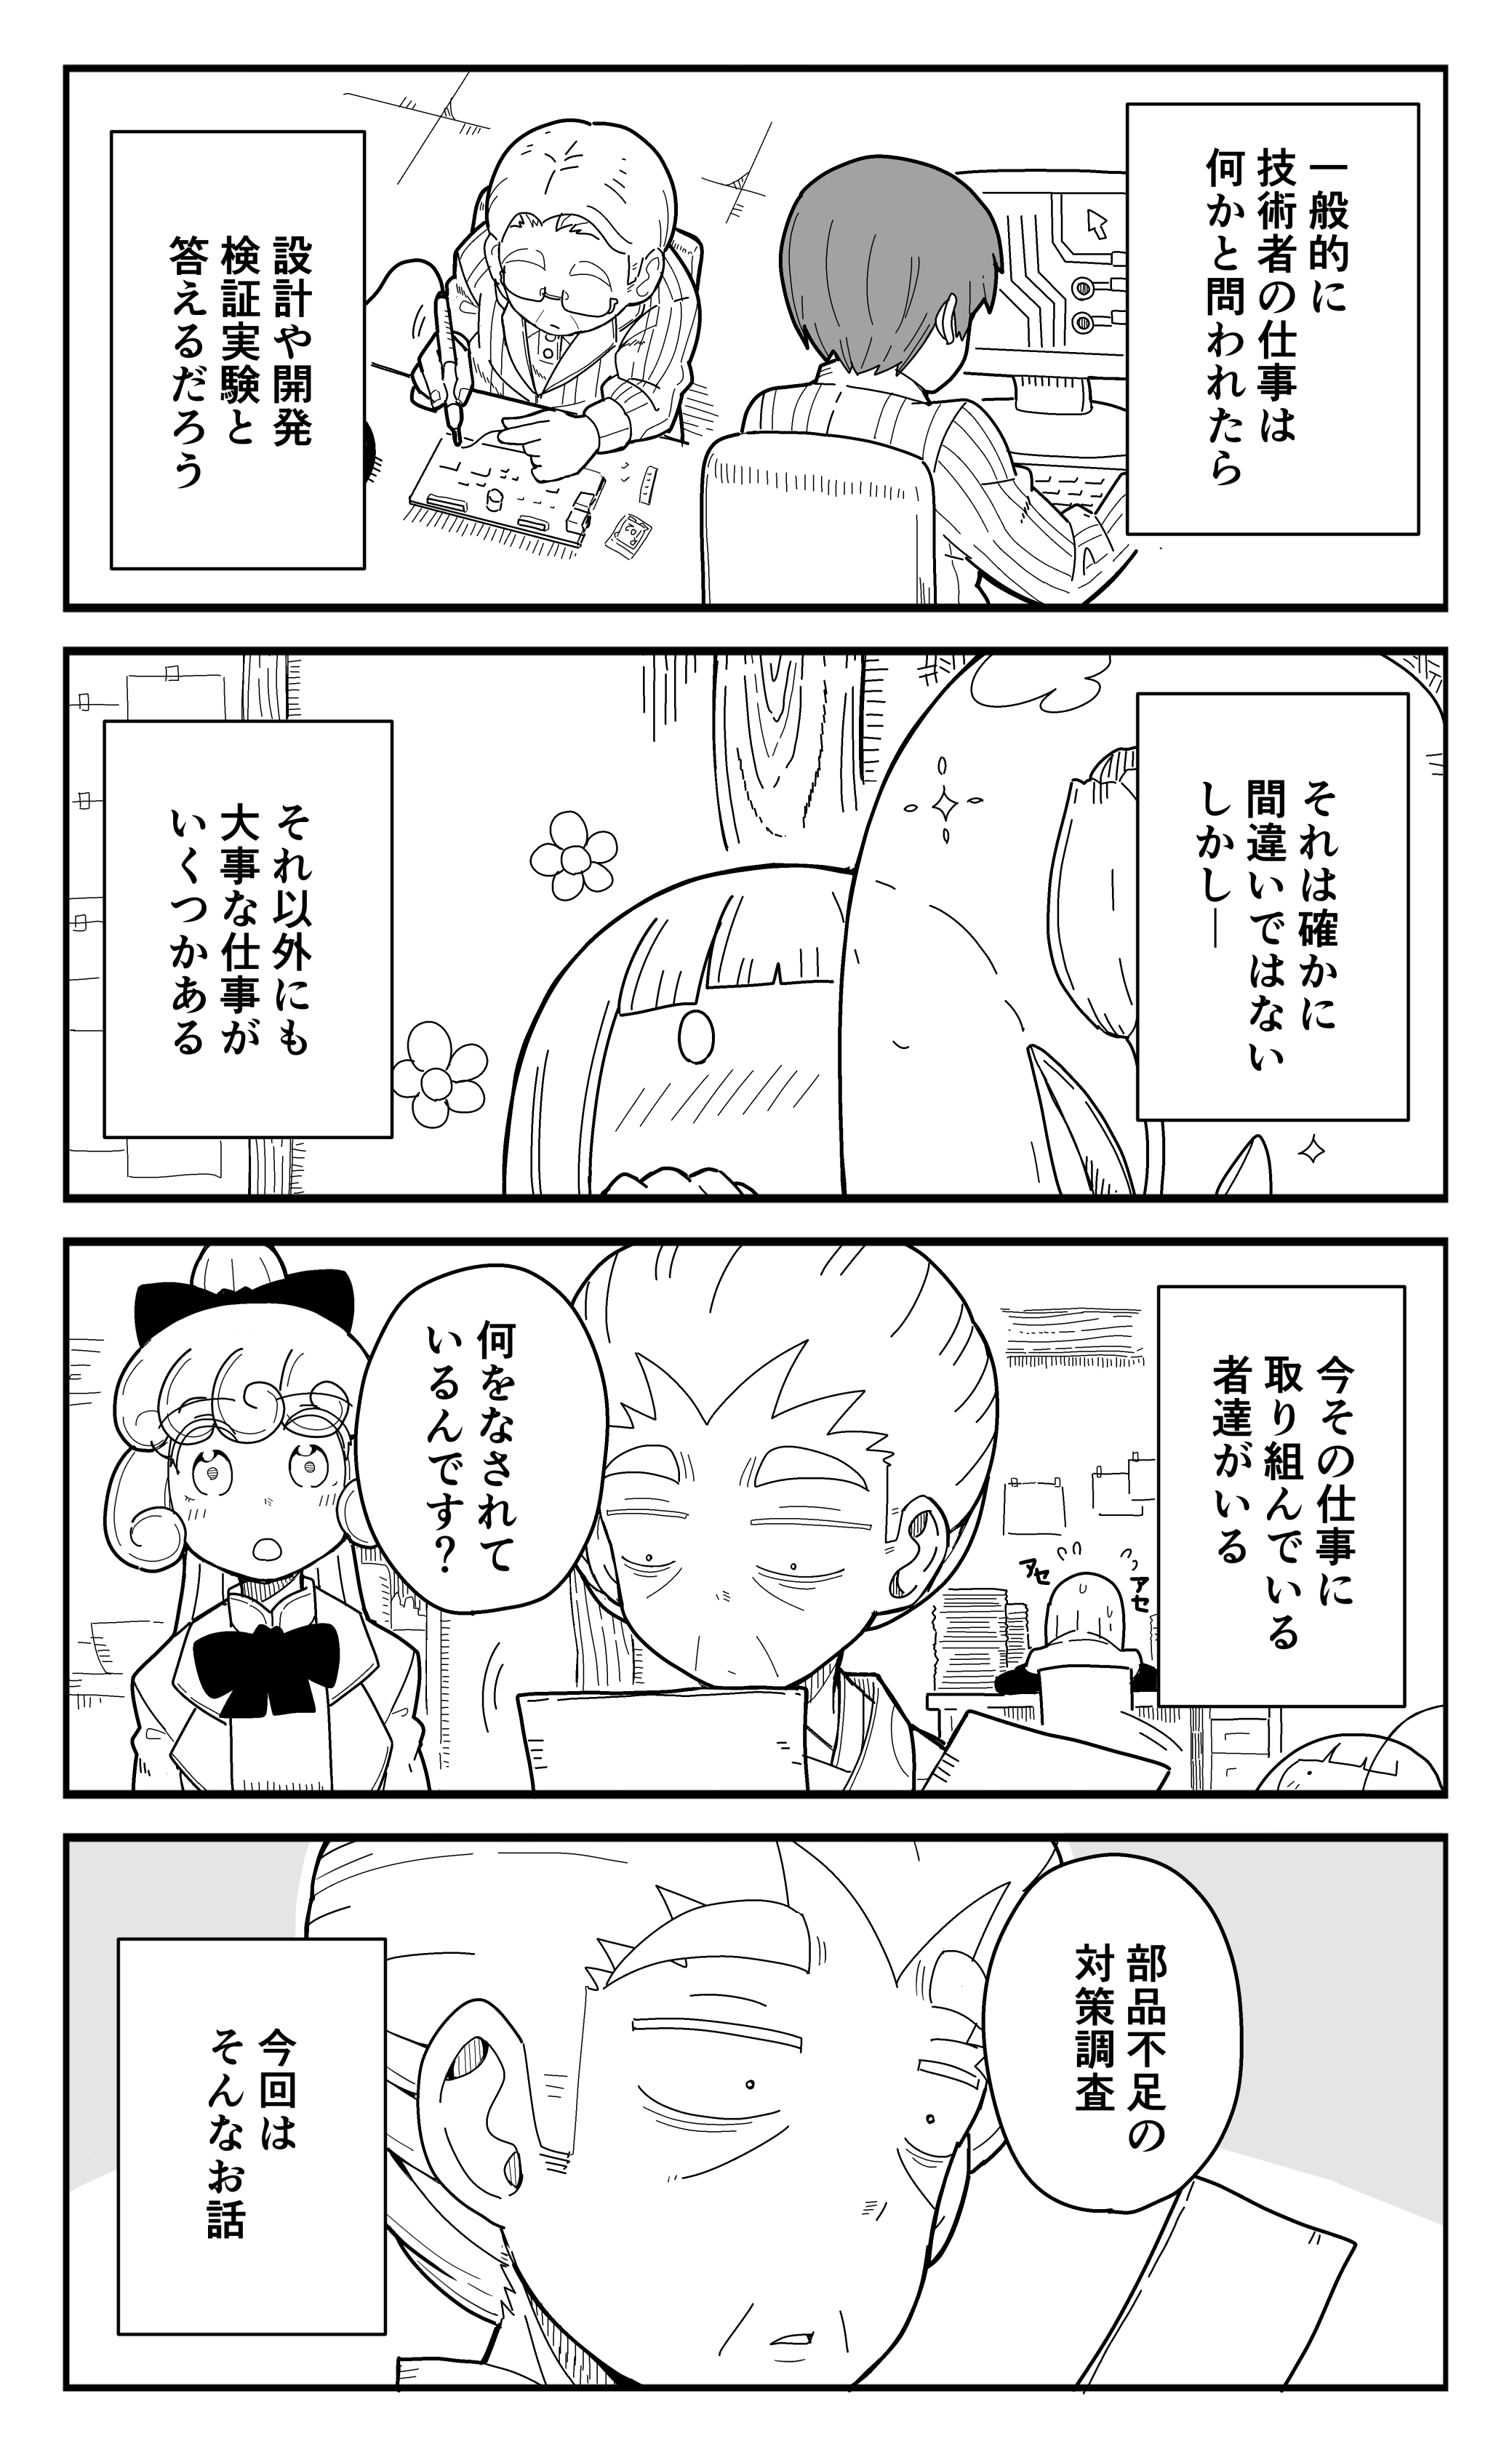 一般的に
技術者の仕事は
何かと問われたら
設計や開発
検証実験と
答えるだろう
それは確かに
間違いではない
しかし―
それ以外にも
大事な仕事が
いくつかある
今その仕事に
取り組んでいる
者達がいる
アセ
アセ
何をなされて
いるんです？
部品不足の
対策調査
今回は
そんなお話